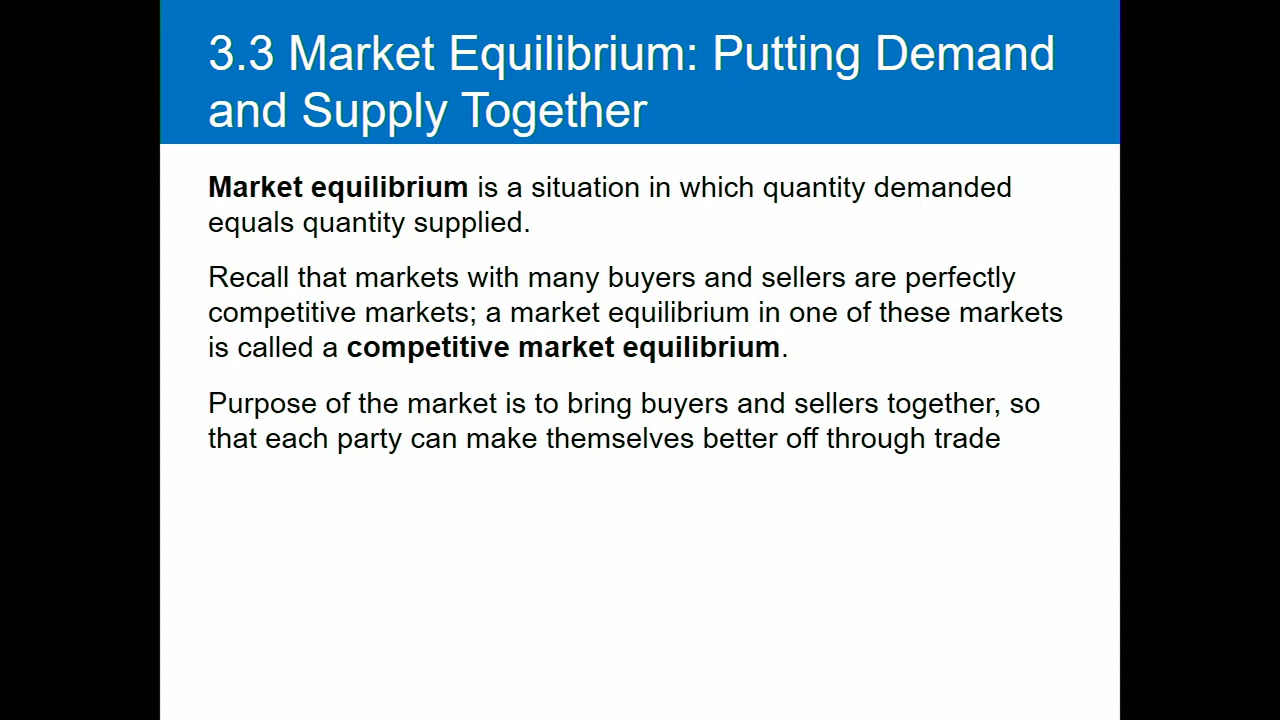 3.3 Market Equilibrium: Putting Demand
and Supply Together
Market equilibrium is a situation in which quantity demanded
equals quantity supplied.
Recall that markets with many buyers and sellers are perfectly
competitive markets; a market equilibrium in one of these markets
is called a competitive market equilibrium.
Purpose of the market is to bring buyers and sellers together, so
that each party can make themselves better off through trade